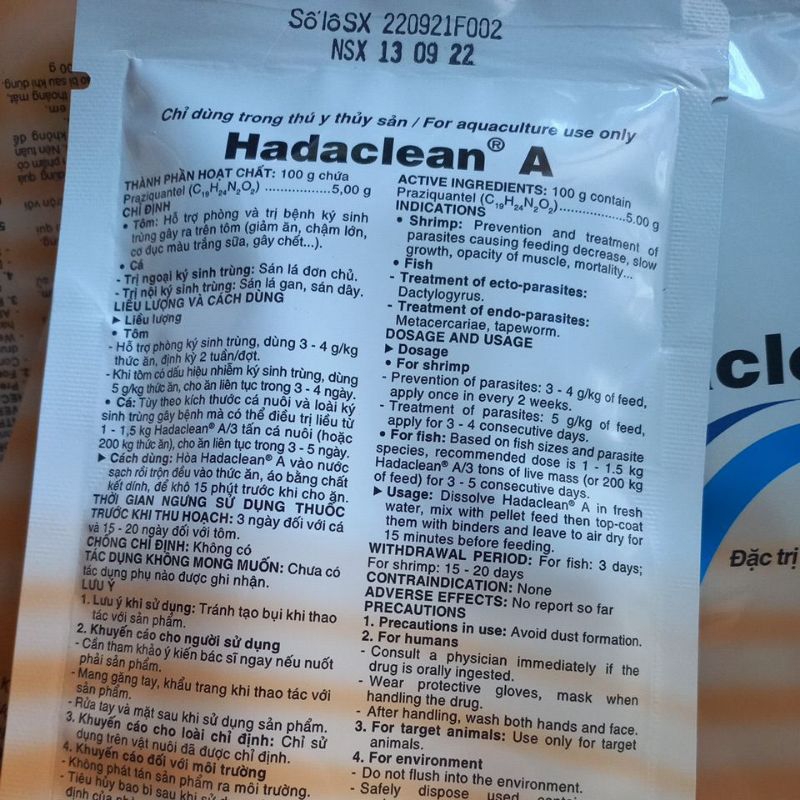 Số lô SX 220921F002
NSX 13 09 22
Chỉ dùng trong thú y thủy sản / For aquaculture use only
Hadaclean® A
THÀNH PHẦN HOẠT CHẤT: 100 g chứa
Praziquantel (C₁₉H₂₄N₂O₂) ..................5,00 g
CHỈ ĐỊNH
• Tôm: Hỗ trợ phòng và trị bệnh ký sinh
trùng gây ra trên tôm (giảm ăn, chậm lớn,
cơ đục màu trắng sữa, gây chết...).
• Cá
- Trị ngoại ký sinh trùng: Sán lá đơn chủ.
- Trị nội ký sinh trùng: Sán lá gan, sán dây.
LIỀU LƯỢNG VÀ CÁCH DÙNG
► Liều lượng
• Tôm
- Hỗ trợ phòng ký sinh trùng, dùng 3 - 4 g/kg
thức ăn, định kỳ 2 tuần/đợt.
- Khi tôm có dấu hiệu nhiễm ký sinh trùng, dùng
5 g/kg thức ăn, cho ăn liên tục trong 3 - 4 ngày.
• Cá: Tùy theo kích thước cá nuôi và loài ký
sinh trùng gây bệnh mà có thể điều trị liều từ
1 - 1,5 kg Hadaclean® A/3 tấn cá nuôi (hoặc
200 kg thức ăn), cho ăn liên tục trong 3 - 5 ngày.
► Cách dùng: Hòa Hadaclean® A vào nước
sạch rồi trộn đều vào thức ăn, áo bằng chất
kết dính, để khô 15 phút trước khi cho ăn.
THỜI GIAN NGƯNG SỬ DỤNG THUỐC
TRƯỚC KHI THU HOẠCH: 3 ngày đối với cá
và 15 - 20 ngày đối với tôm.
CHỐNG CHỈ ĐỊNH: Không có
TÁC DỤNG KHÔNG MONG MUỐN: Chưa có
tác dụng phụ nào được ghi nhận.
LƯU Ý
1. Lưu ý khi sử dụng: Tránh tạo bụi khi thao
tác với sản phẩm.
2. Khuyến cáo cho người sử dụng
- Cần tham khảo ý kiến bác sĩ ngay nếu nuốt
phải sản phẩm.
- Mang găng tay, khẩu trang khi thao tác với
sản phẩm.
- Rửa tay và mặt sau khi sử dụng sản phẩm.
3. Khuyến cáo cho loài chỉ định: Chỉ sử
dụng trên vật nuôi đã được chỉ định.
4. Khuyến cáo đối với môi trường
- Không phát tán sản phẩm ra môi trường.
- Tiêu hủy bao bì sau khi sử
định của
ACTIVE INGREDIENTS: 100 g contain
Praziquantel (C₁₉H₂₄N₂O₂)..................5.00 g
INDICATIONS
• Shrimp: Prevention and treatment of
parasites causing feeding decrease, slow
growth, opacity of muscle, mortality...
• Fish
- Treatment of ecto-parasites:
Dactylogyrus.
- Treatment of endo-parasites:
Metacercariae, tapeworm.
DOSAGE AND USAGE
► Dosage
• For shrimp
- Prevention of parasites: 3 - 4 g/kg of feed,
apply once in every 2 weeks.
- Treatment of parasites: 5 g/kg of feed,
apply for 3 - 4 consecutive days.
• For fish: Based on fish sizes and parasite
species, recommended dose is 1 - 1.5 kg
Hadaclean® A/3 tons of live mass (or 200 kg
of feed) for 3 - 5 consecutive days.
► Usage: Dissolve Hadaclean® A in fresh
water, mix with pellet feed then top-coat
them with binders and leave to air dry for
15 minutes before feeding.
WITHDRAWAL PERIOD: For fish: 3 days;
For shrimp: 15 - 20 days
CONTRAINDICATION: None
ADVERSE EFFECTS: No report so far
PRECAUTIONS
1. Precautions in use: Avoid dust formation.
2. For humans
- Consult a physician immediately if the
drug is orally ingested.
- Wear protective gloves, mask when
handling the drug.
- After handling, wash both hands and face.
3. For target animals: Use only for target
animals.
4. For environment
- Do not flush into the environment.
- Safely dispose used
acle
Đặc trị